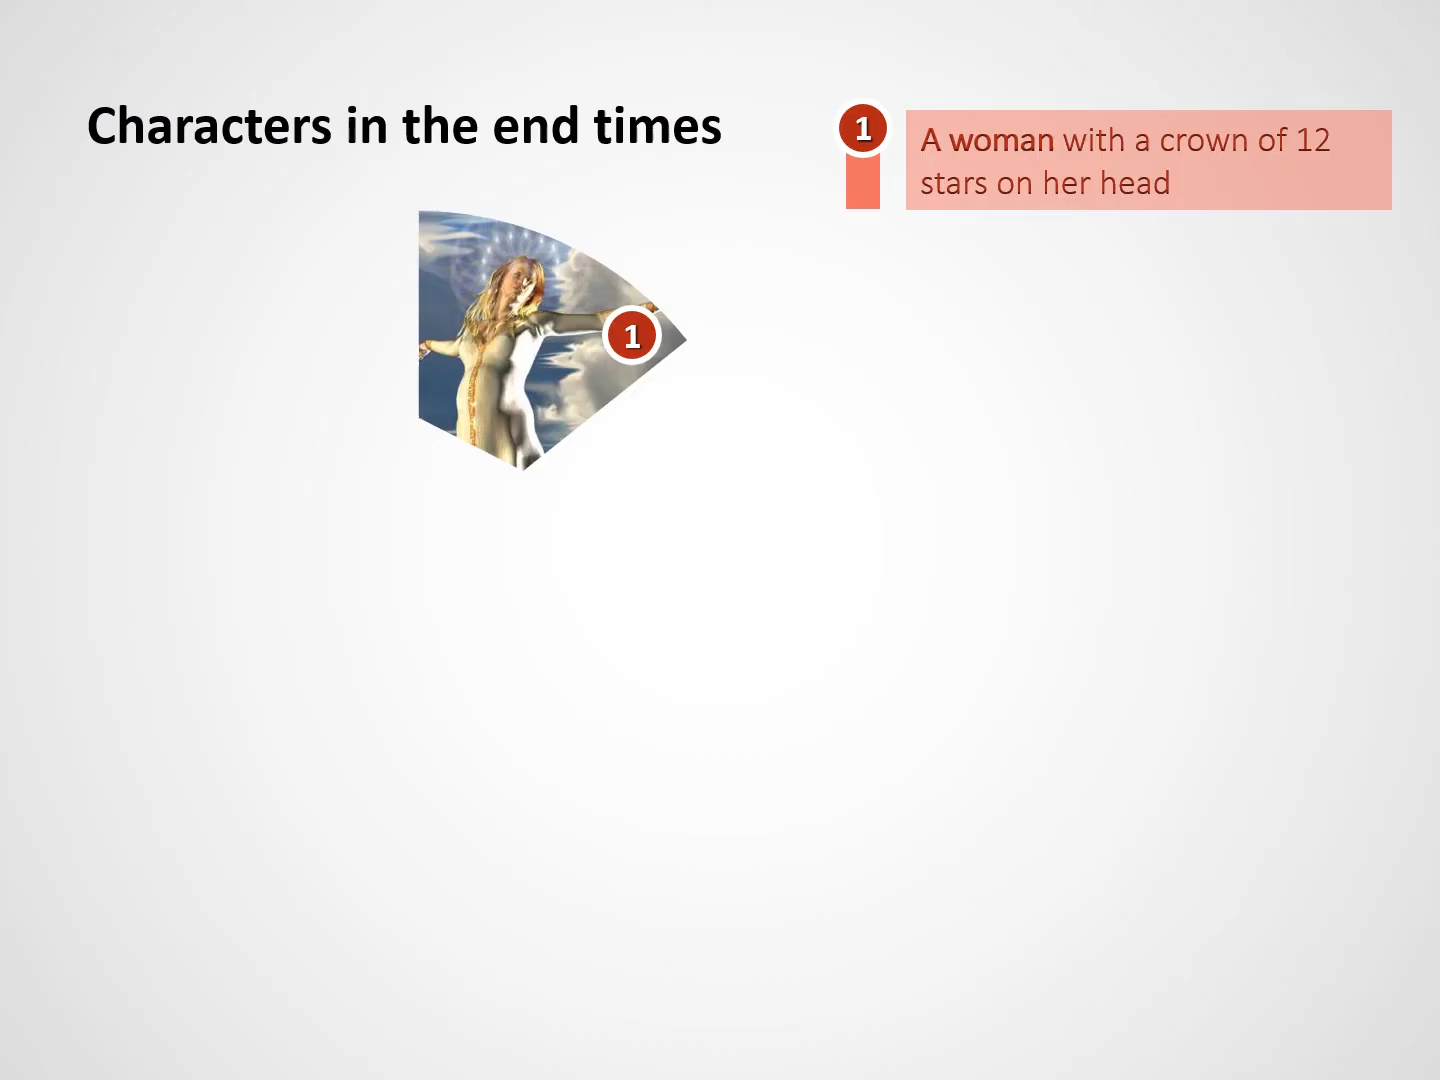 Characters in the end times
1
A woman with a crown of 12
stars on her head
1